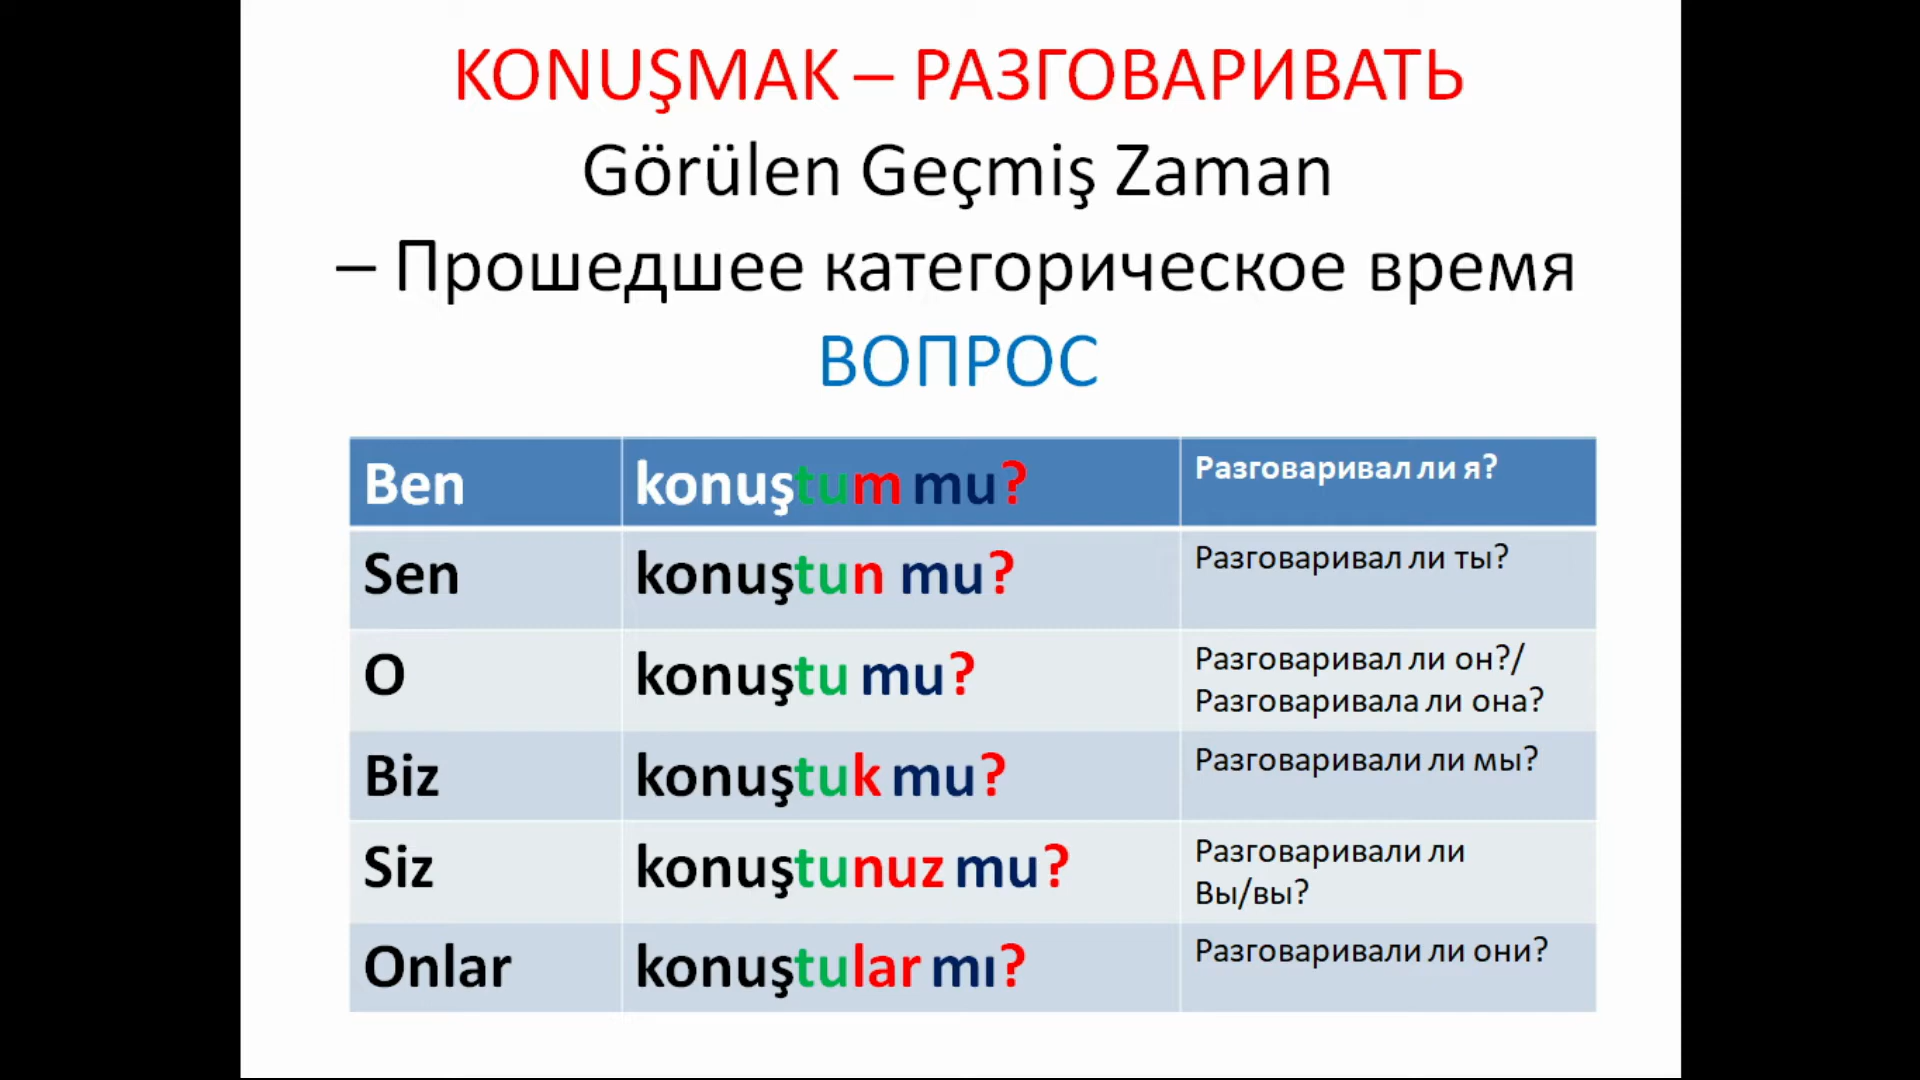 KONUŞMAK – РАЗГОВАРИВАТЬ
Görülen Geçmiş Zaman
– Прошедшее категорическое время
ВОПРОС
Ben konuştum mu? Разговаривал ли я?
Sen konuştun mu? Разговаривал ли ты?
O konuştu mu? Разговаривал ли он?/
Разговаривала ли она?
Biz konuştuk mu? Разговаривали ли мы?
Siz konuştunuz mu? Разговаривали ли
Вы/вы?
Onlar konuştular mı? Разговаривали ли они?